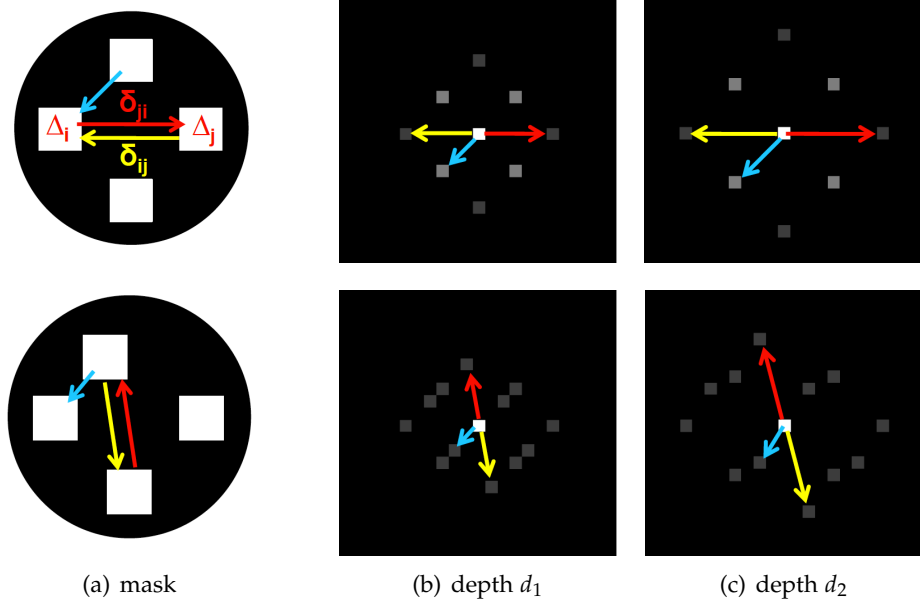 δji
Δi
Δj
δij
(a) mask
(b) depth d1
(c) depth d2